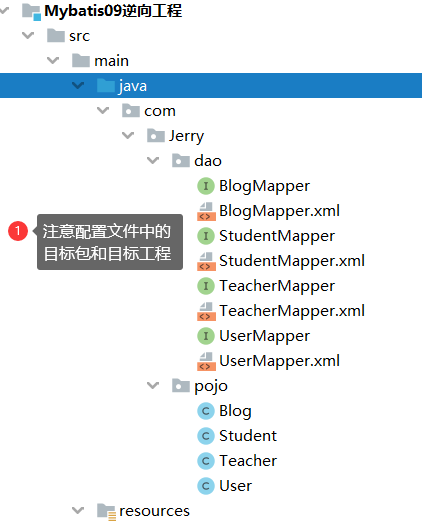 Mybatis09逆向工程
src
main
java
com
Jerry
dao
BlogMapper
BlogMapper.xml
1 注意配置文件中的
目标包和目标工程
StudentMapper
StudentMapper.xml
TeacherMapper
TeacherMapper.xml
UserMapper
UserMapper.xml
pojo
Blog
Student
Teacher
User
resources